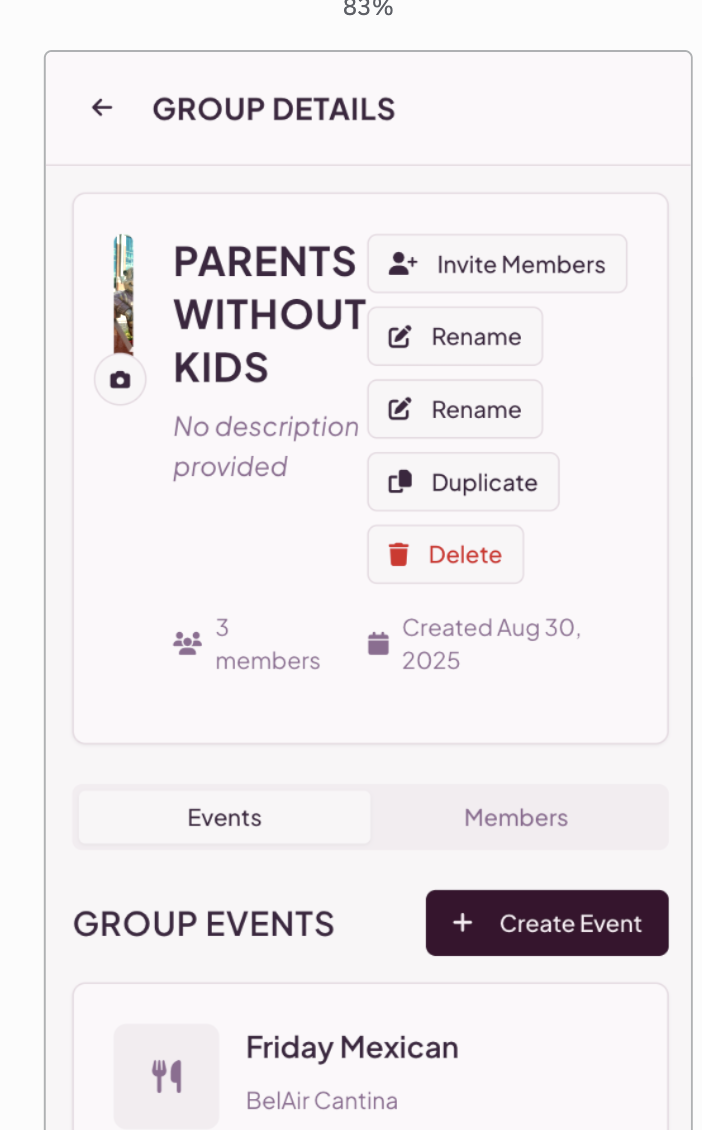 83%
GROUP DETAILS
PARENTS
WITHOUT
KIDS
No description
provided
Invite Members
Rename
Rename
Duplicate
Delete
3
members
Created Aug 30,
2025
Events
Members
GROUP EVENTS
+ Create Event
Friday Mexican
BelAir Cantina